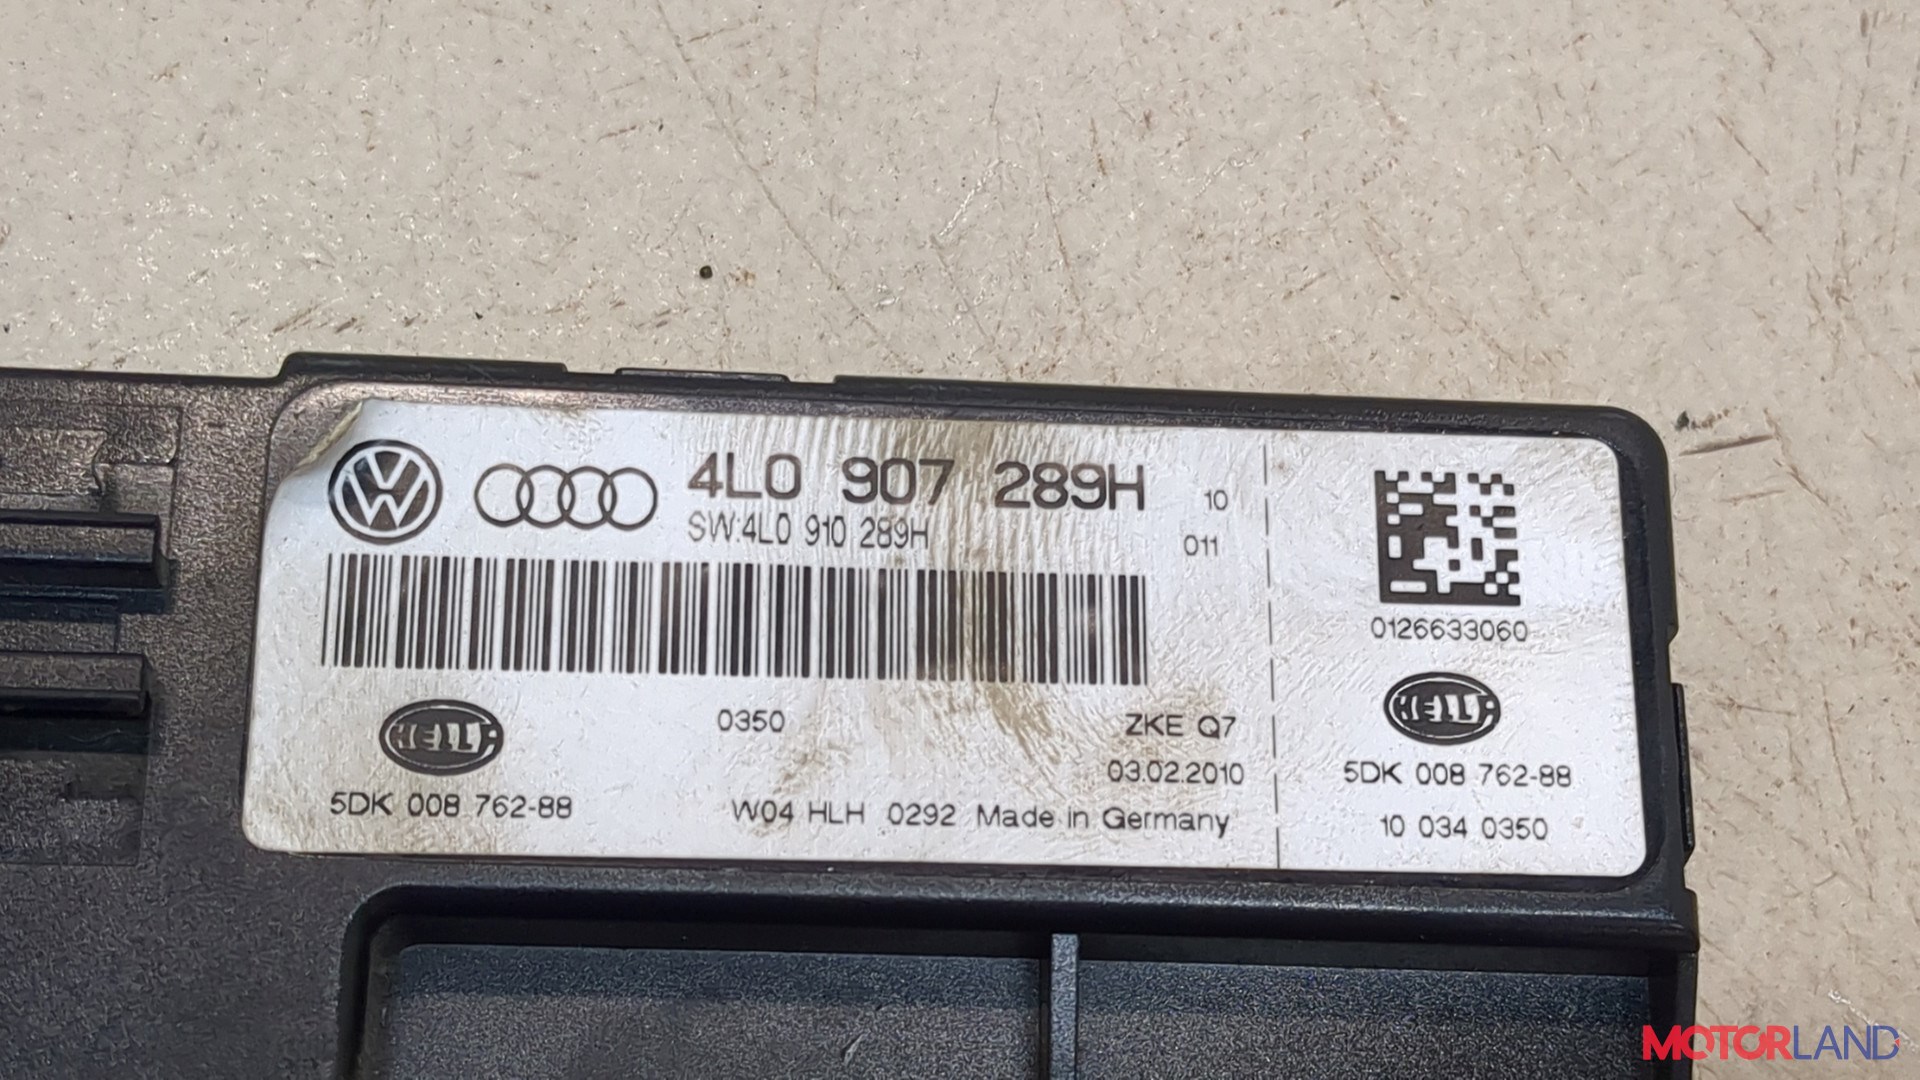 4L0 907 289H 10
SW:4L0 910 289H 011
0350
ZKE Q7
03.02.2010
HELLA
5DK 008 762-88
W04 HLH 0292 Made in Germany
0126633060
HELLA
5DK 008 762-88
10 034 0350
MOTORLAND